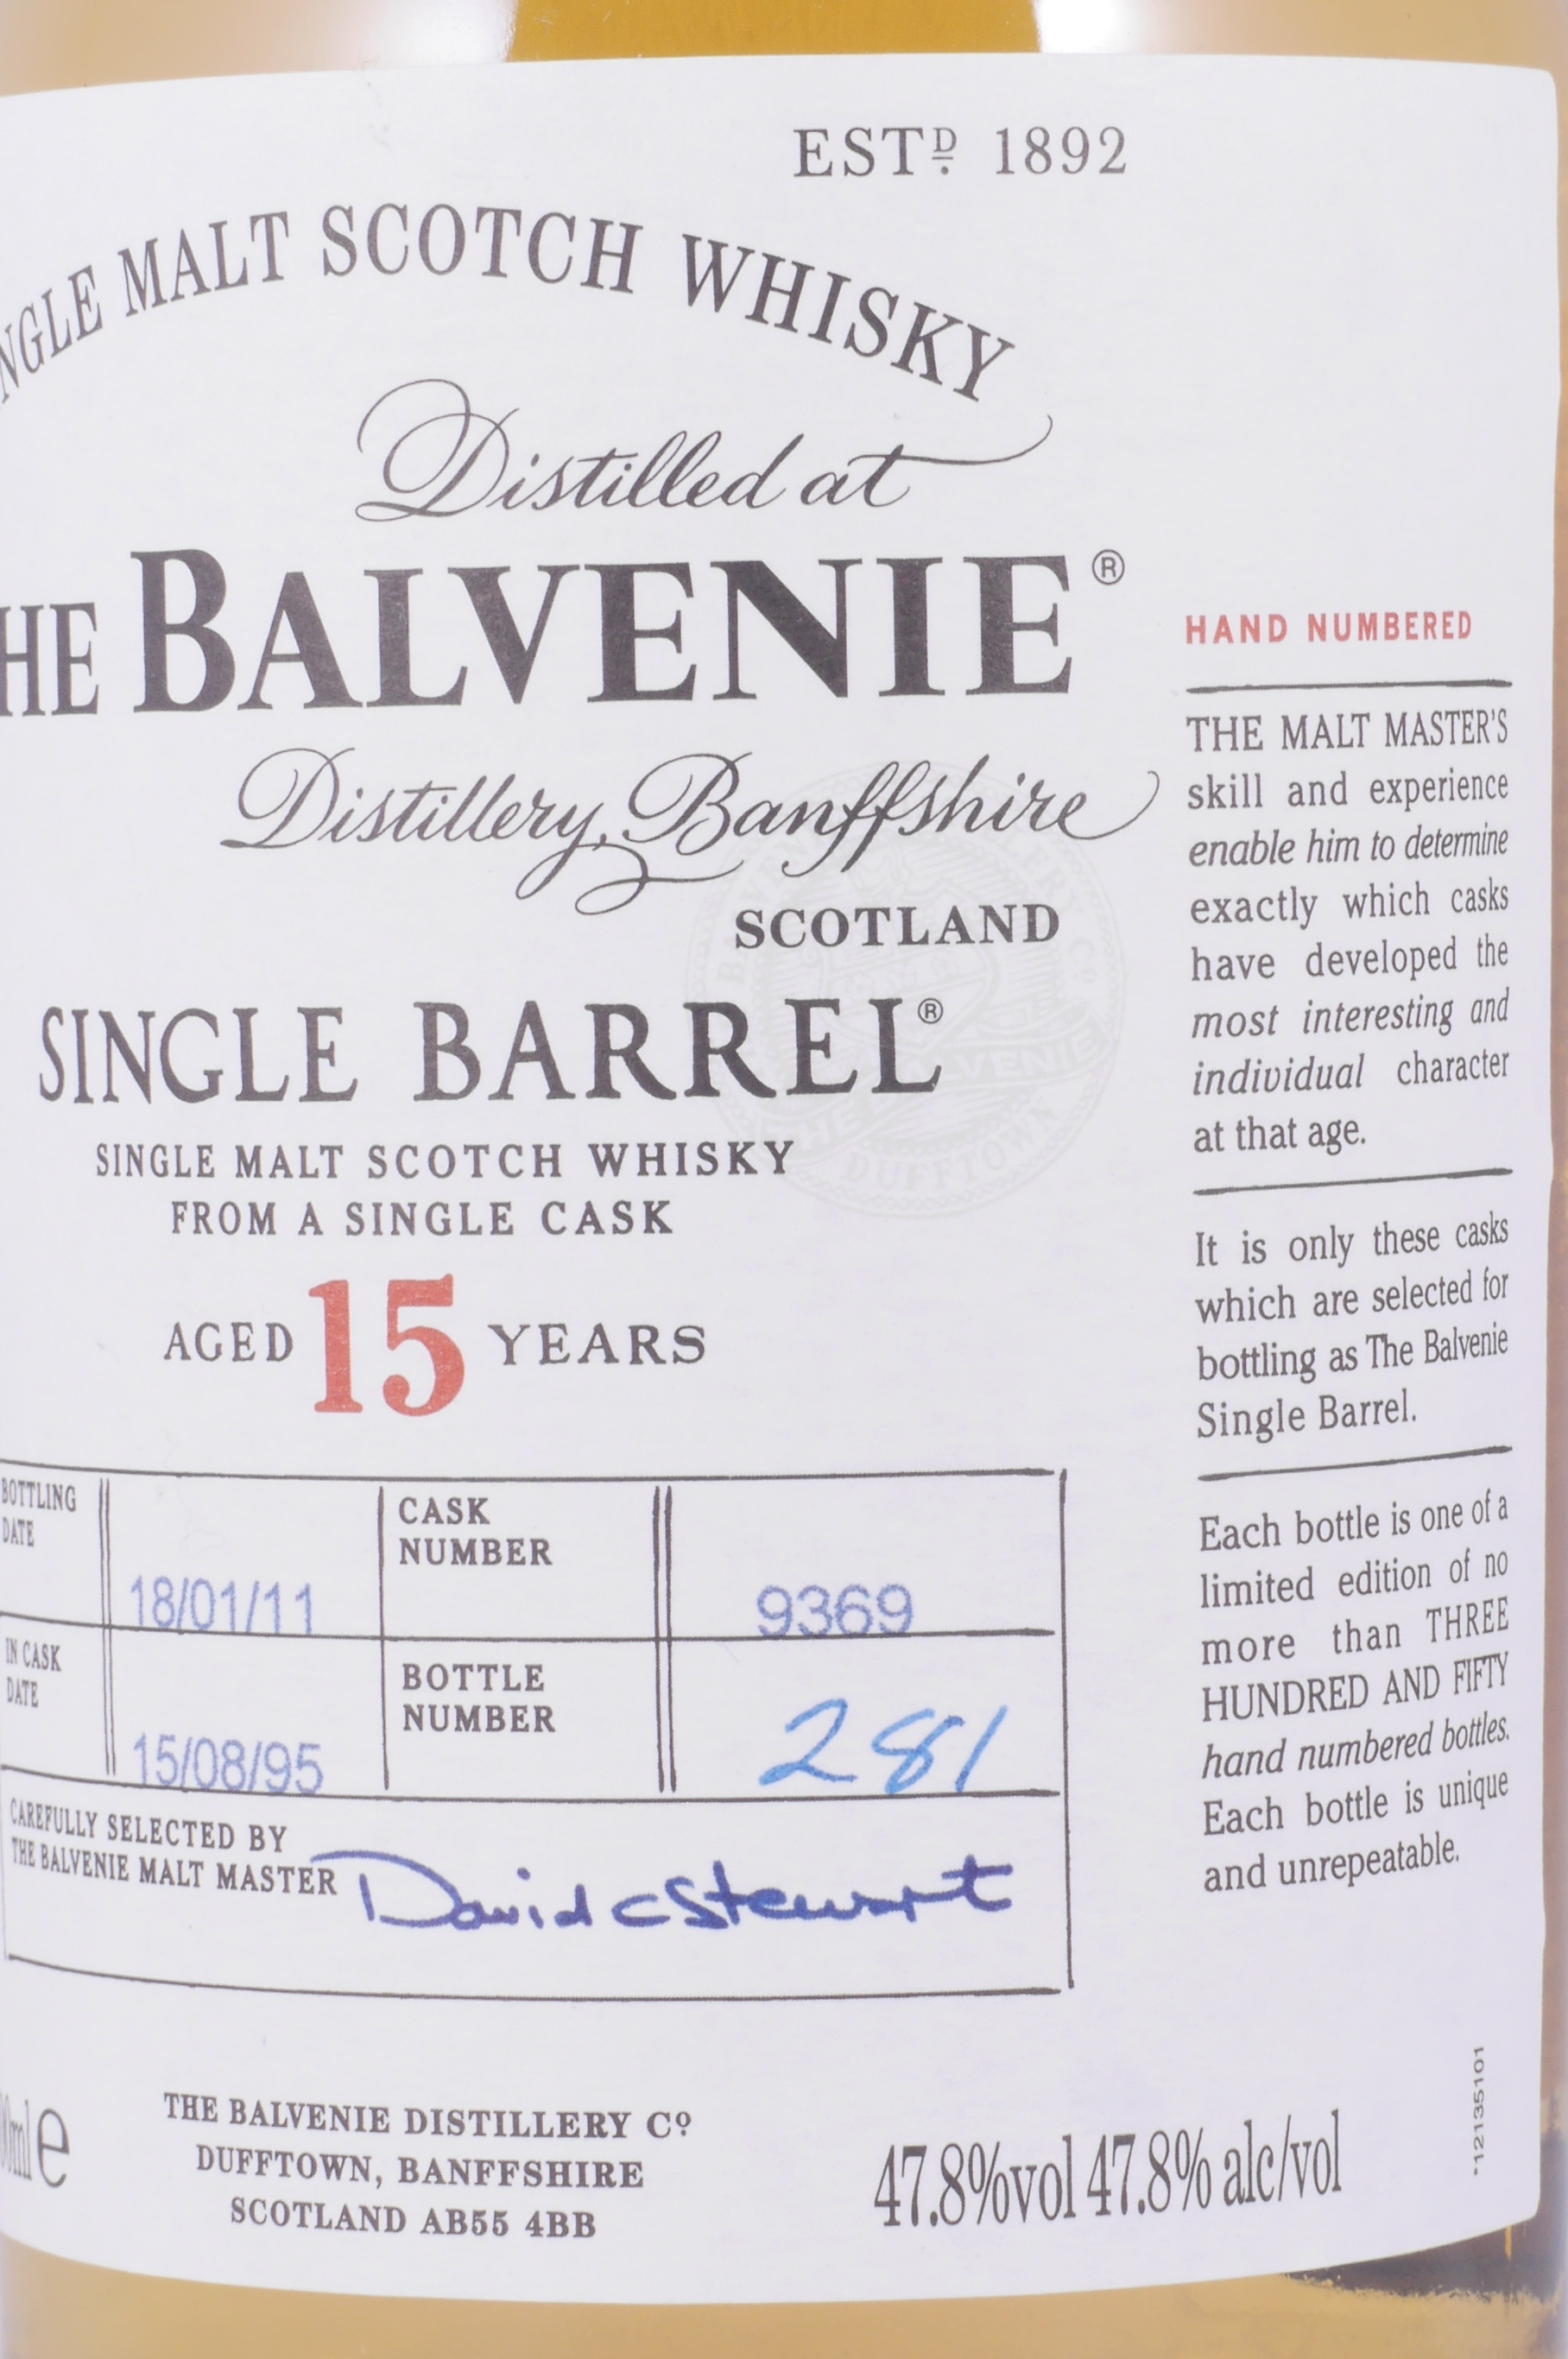 ESTD 1892
MALT SCOTCH WHISKY
Distilled at
BALVENIE®
Distillery, Banffshire
SCOTLAND
SINGLE BARREL®
SINGLE MALT SCOTCH WHISKY
FROM A SINGLE CASK
AGED 15 YEARS
BOTTLING
DATE
18/01/11
CASK
NUMBER
9369
IN CASK
DATE
15/08/95
BOTTLE
NUMBER
281
CAREFULLY SELECTED BY
THE BALVENIE MALT MASTER
David C Stewart
THE BALVENIE DISTILLERY Cº
DUFFTOWN, BANFFSHIRE
SCOTLAND AB55 4BB
47.8%vol 47.8% alc/vol
HAND NUMBERED
THE MALT MASTER'S
skill and experience
enable him to determine
exactly which casks
have developed the
most interesting and
individual character
at that age.
It is only these casks
which are selected for
bottling as The Balvenie
Single Barrel.
Each bottle is one of a
limited edition of no
more than THREE
HUNDRED AND FIFTY
hand numbered bottles.
Each bottle is unique
and unrepeatable.
*12135101
THE BALVENIE
DUFFTOWN